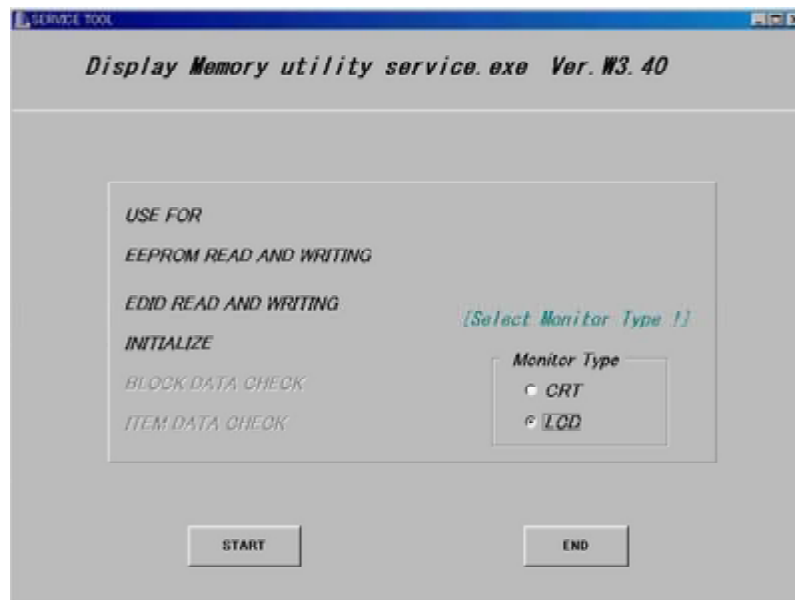 SERVICE TOOL
Display Memory utility service.exe Ver.W3.40
USE FOR
EEPROM READ AND WRITING
EDID READ AND WRITING
[Select Monitor Type !]
INITIALIZE
Monitor Type
BLOCK DATA CHECK
CRT
ITEM DATA CHECK
LCD
START
END